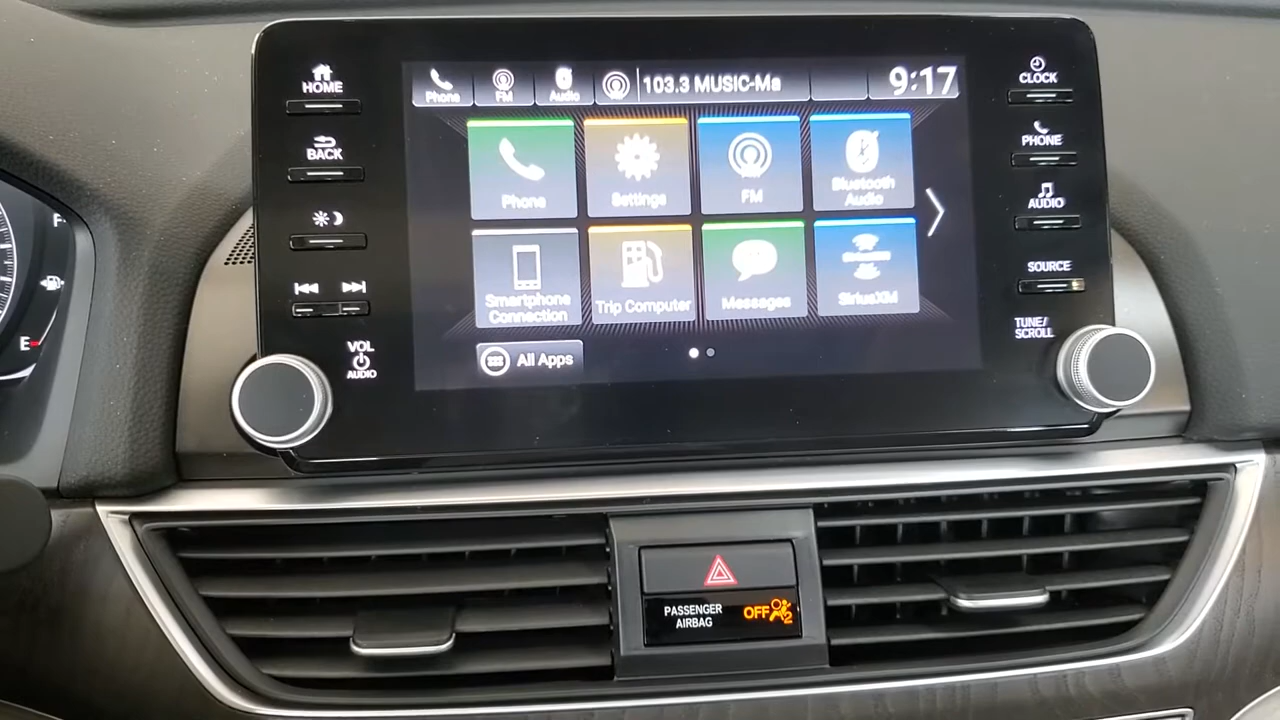 HOME
BACK
VOL
AUDIO
Phone
FM
Audio
103.3 MUSIC-Ma
9:17
Phone
Settings
FM
Bluetooth
Audio
Smartphone
Connection
Trip Computer
Messages
SiriusXM
All Apps
CLOCK
PHONE
AUDIO
SOURCE
TUNE/
SCROLL
F
E
PASSENGER
AIRBAG
OFF
2